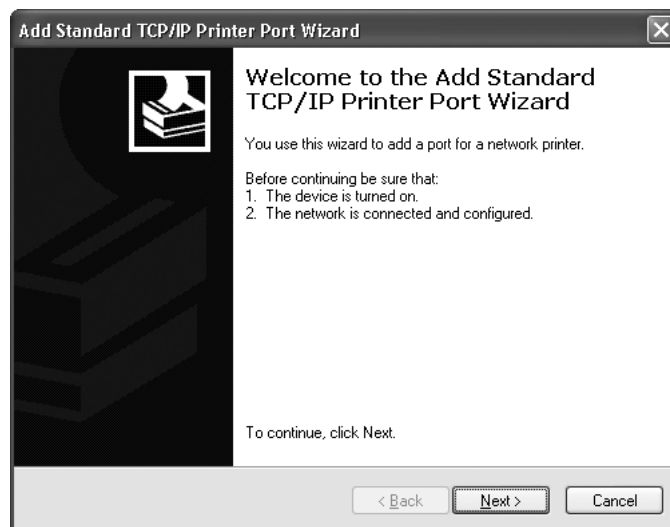 Add Standard TCP/IP Printer Port Wizard
Welcome to the Add Standard
TCP/IP Printer Port Wizard
You use this wizard to add a port for a network printer.
Before continuing be sure that:
1. The device is turned on.
2. The network is connected and configured.
To continue, click Next.
< Back Next > Cancel